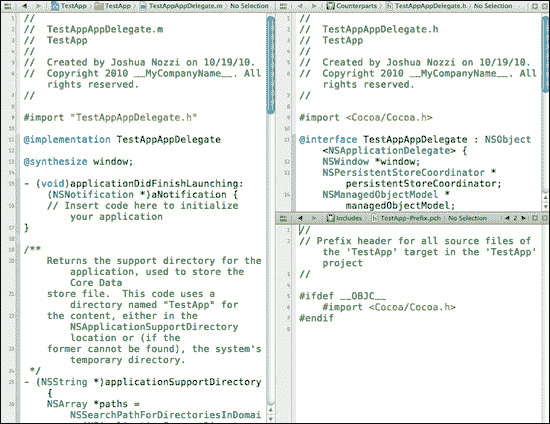 TestApp TestApp TestAppAppDelegate.m No Selection
//
//  TestAppAppDelegate.m
//  TestApp
//
//  Created by Joshua Nozzi on 10/19/10.
//  Copyright 2010 __MyCompanyName__. All
rights reserved.
//
#import "TestAppAppDelegate.h"
@implementation TestAppAppDelegate
@synthesize window;
- (void)applicationDidFinishLaunching:
(NSNotification *)aNotification {
// Insert code here to initialize
your application
}
/**
Returns the support directory for the
application, used to store the
Core Data
store file.  This code uses a
directory named "TestApp" for
the content, either in the
NSApplicationSupportDirectory
location or (if the
former cannot be found), the system's
temporary directory.
*/
- (NSString *)applicationSupportDirectory
{
NSArray *paths =
NSSearchPathForDirectoriesInDomai
Counterparts TestAppAppDelegate.h No Selection
//
//  TestAppAppDelegate.h
//  TestApp
//
//  Created by Joshua Nozzi on 10/19/10.
//  Copyright 2010 __MyCompanyName__. All
rights reserved.
//
#import <Cocoa/Cocoa.h>
@interface TestAppAppDelegate : NSObject
<NSApplicationDelegate> {
NSWindow *window;
NSPersistentStoreCoordinator *
persistentStoreCoordinator;
NSManagedObjectModel *
managedObjectModel;
Includes TestApp-Prefix.pch No Selection 2
//
// Prefix header for all source files of
the 'TestApp' target in the 'TestApp'
project
//
#ifdef __OBJC__
#import <Cocoa/Cocoa.h>
#endif